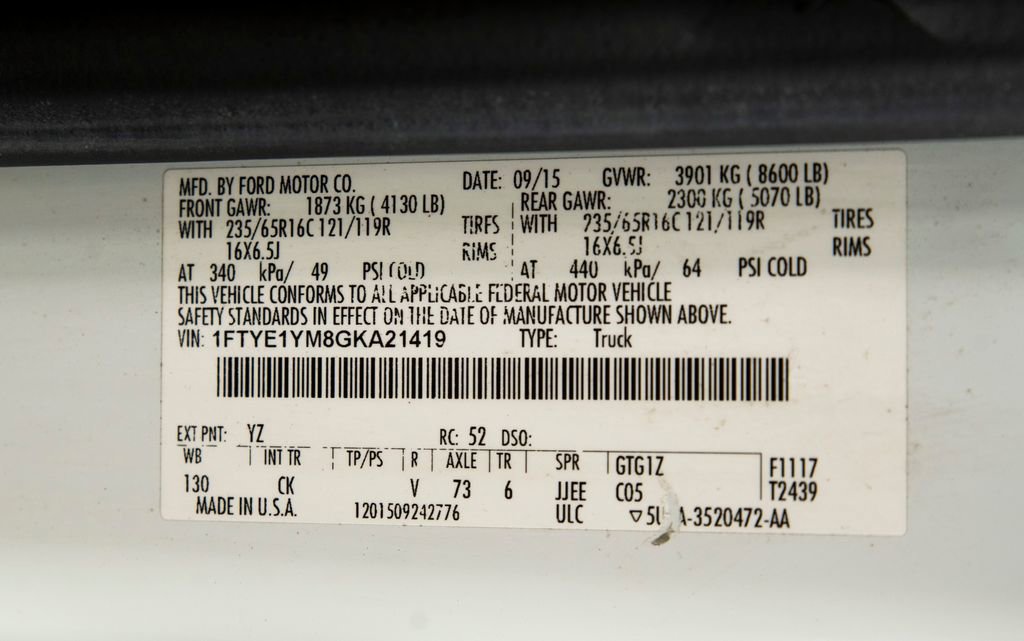 MFD. BY FORD MOTOR CO. DATE: 09/15 GVWR: 3901 KG ( 8600 LB)
FRONT GAWR: 1873 KG ( 4130 LB) REAR GAWR: 2300 KG ( 5070 LB)
WITH 235/65R16C 121/119R TIRES WITH 235/65R16C 121/119R TIRES
16X6.5J RIMS 16X6.5J RIMS
AT 340 kPa/ 49 PSI COLD AT 440 kPa/ 64 PSI COLD
THIS VEHICLE CONFORMS TO ALL APPLICABLE FEDERAL MOTOR VEHICLE
SAFETY STANDARDS IN EFFECT ON THE DATE OF MANUFACTURE SHOWN ABOVE.
VIN: 1FTYE1YM8GKA21419 TYPE: Truck
EXT PNT: YZ RC: 52 DSO:
WB INT TR TP/PS R AXLE TR SPR GTG1Z F1117
130 CK V 73 6 JJEE C05 T2439
MADE IN U.S.A. 1201509242776 ULC ▽ A-3520472-AA